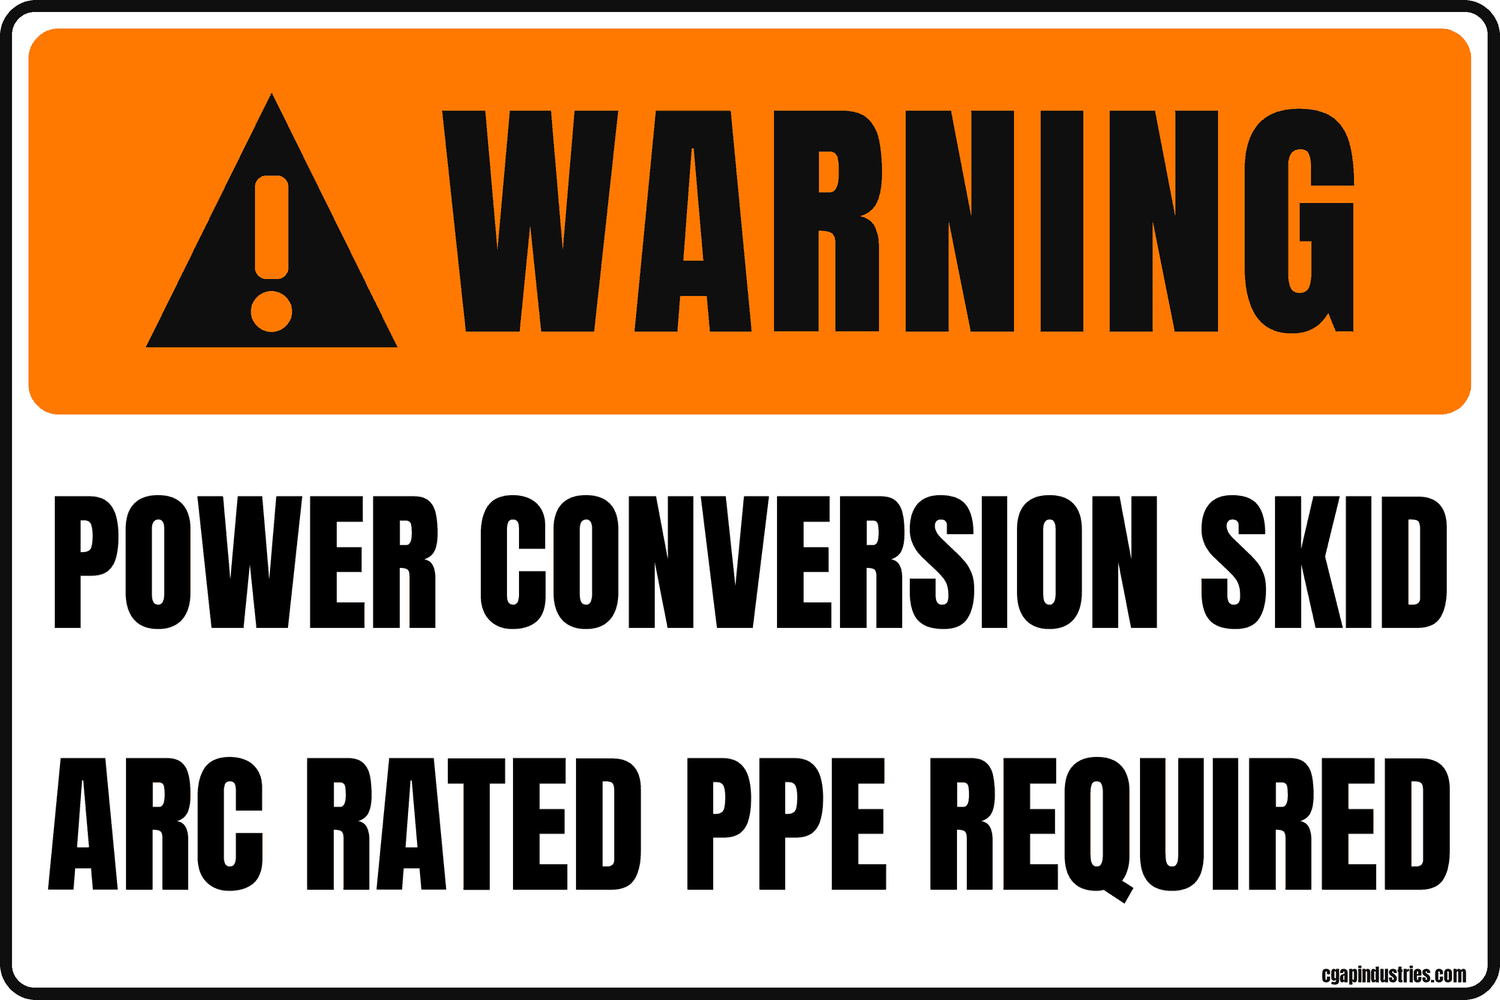 WARNING
POWER CONVERSION SKID
ARC RATED PPE REQUIRED
cgapindustries.com